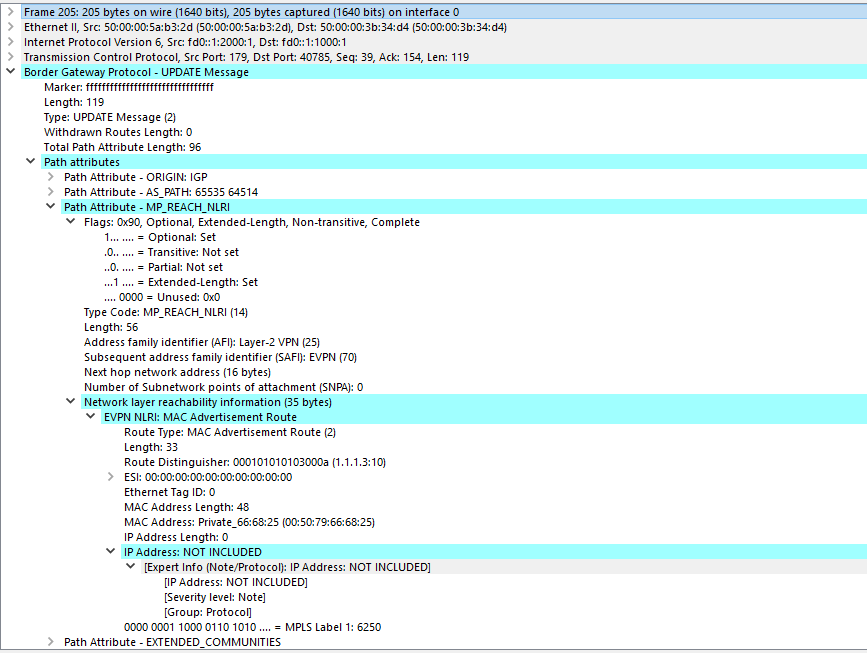 Frame 205: 205 bytes on wire (1640 bits), 205 bytes captured (1640 bits) on interface 0
Ethernet II, Src: 50:00:00:5a:b3:2d (50:00:00:5a:b3:2d), Dst: 50:00:00:3b:34:d4 (50:00:00:3b:34:d4)
Internet Protocol Version 6, Src: fd0::1:2000:1, Dst: fd0::1:1000:1
Transmission Control Protocol, Src Port: 179, Dst Port: 40785, Seq: 39, Ack: 154, Len: 119
Border Gateway Protocol - UPDATE Message
Marker: ffffffffffffffffffffffffffffffff
Length: 119
Type: UPDATE Message (2)
Withdrawn Routes Length: 0
Total Path Attribute Length: 96
Path attributes
Path Attribute - ORIGIN: IGP
Path Attribute - AS_PATH: 65535 64514
Path Attribute - MP_REACH_NLRI
Flags: 0x90, Optional, Extended-Length, Non-transitive, Complete
1... .... = Optional: Set
.0.. .... = Transitive: Not set
..0. .... = Partial: Not set
...1 .... = Extended-Length: Set
.... 0000 = Unused: 0x0
Type Code: MP_REACH_NLRI (14)
Length: 56
Address family identifier (AFI): Layer-2 VPN (25)
Subsequent address family identifier (SAFI): EVPN (70)
Next hop network address (16 bytes)
Number of Subnetwork points of attachment (SNPA): 0
Network layer reachability information (35 bytes)
EVPN NLRI: MAC Advertisement Route
Route Type: MAC Advertisement Route (2)
Length: 33
Route Distinguisher: 000101010103000a (1.1.1.3:10)
ESI: 00:00:00:00:00:00:00:00:00:00
Ethernet Tag ID: 0
MAC Address Length: 48
MAC Address: Private_66:68:25 (00:50:79:66:68:25)
IP Address Length: 0
IP Address: NOT INCLUDED
[Expert Info (Note/Protocol): IP Address: NOT INCLUDED]
[IP Address: NOT INCLUDED]
[Severity level: Note]
[Group: Protocol]
0000 0001 1000 0110 1010 .... = MPLS Label 1: 6250
Path Attribute - EXTENDED_COMMUNITIES